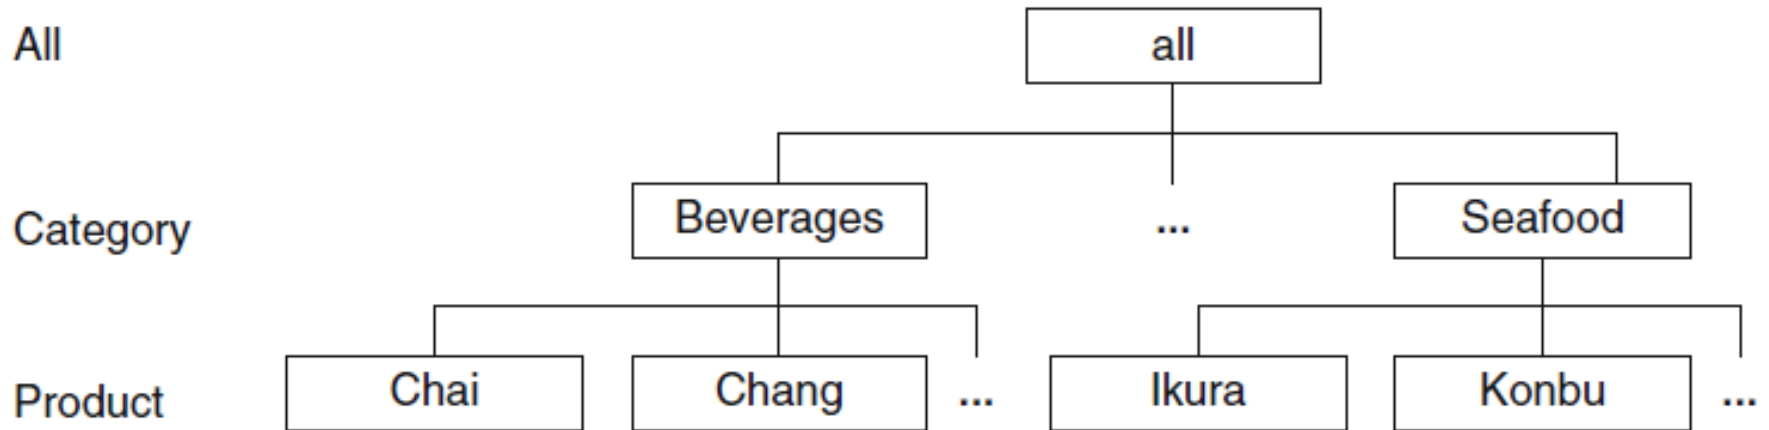 All all
Category Beverages ... Seafood
Product Chai Chang ... Ikura Konbu ...